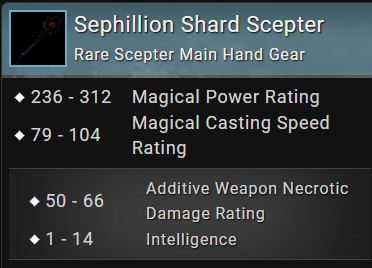 Sephillion Shard Scepter
Rare Scepter Main Hand Gear
236 - 312 Magical Power Rating
79 - 104 Magical Casting Speed
Rating
50 - 66 Additive Weapon Necrotic
Damage Rating
1 - 14 Intelligence